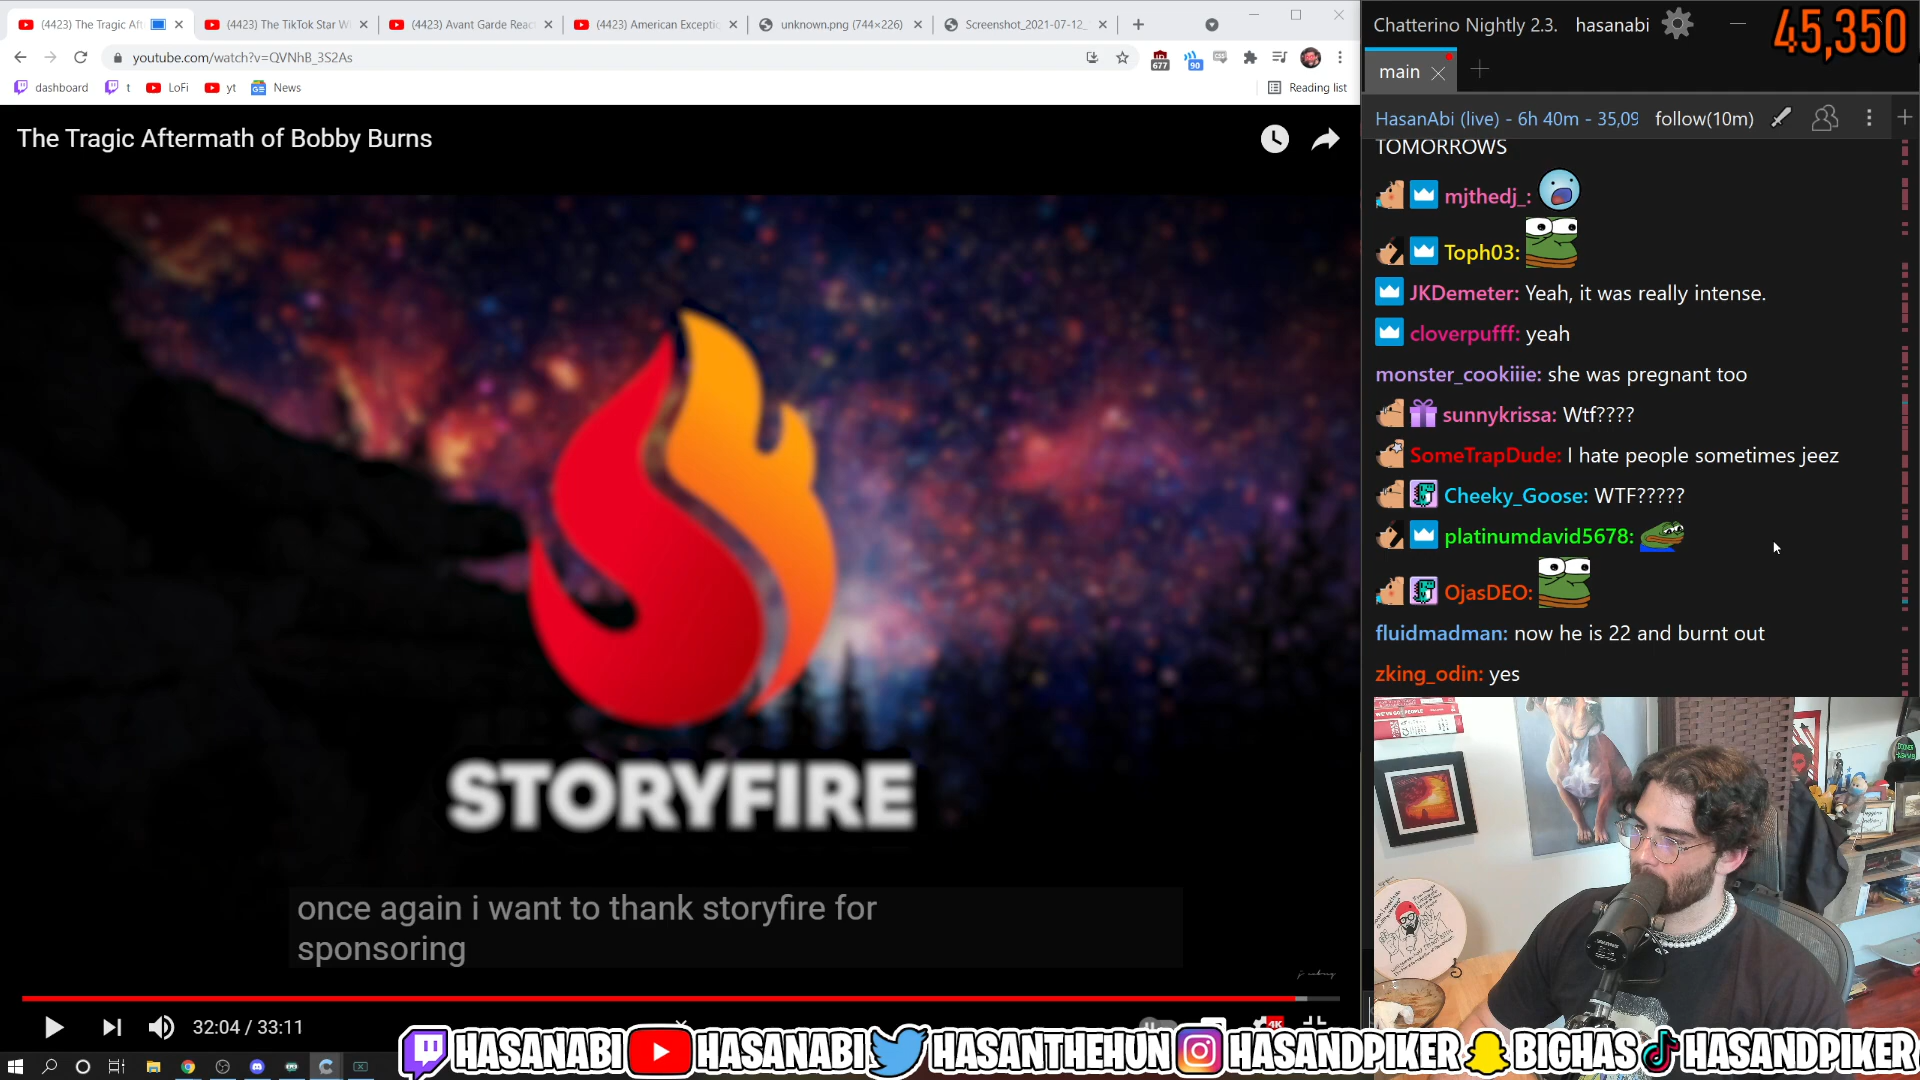 (4423) The Tragic Aft
(4423) The TikTok Star W
(4423) Avant Garde Reac
(4423) American Exceptic
unknown.png (744×226)
Screenshot_2021-07-12_
youtube.com/watch?v=QVNhB_3S2As
677
90
dashboard
t
LoFi
yt
News
Reading list
The Tragic Aftermath of Bobby Burns
STORYFIRE
once again i want to thank storyfire for
sponsoring
32:04 / 33:11
4K
Chatterino Nightly 2.3.
hasanabi
45,350
main
HasanAbi (live) - 6h 40m - 35,09
follow(10m)
TOMORROWS
mjthedj_:
Toph03:
JKDemeter: Yeah, it was really intense.
cloverpufff: yeah
monster_cookiiie: she was pregnant too
sunnykrissa: Wtf????
SomeTrapDude: I hate people sometimes jeez
Cheeky_Goose: WTF?????
platinumdavid5678:
OjasDEO:
fluidmadman: now he is 22 and burnt out
zking_odin: yes
HASANABI
HASANABI
HASANTHEHUN
HASANDPIKER
BIGHAS
HASANDPIKER